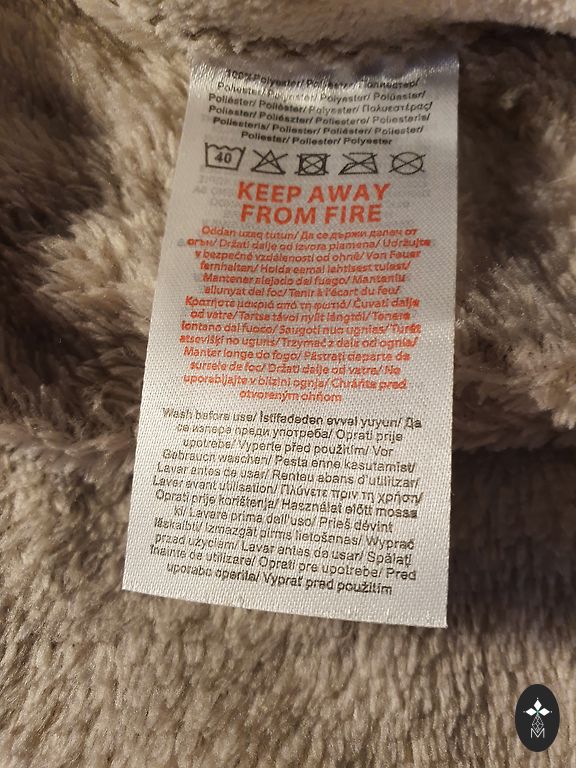 100% Polyester/ Poliester/ Полиестер/
Polyester/ Polyester/ Polyester/ Polüester/
Poliéster/ Polièster/ Polyester/ Πολυεστέρας/
Poliester/ Poliészter/ Poliestere/ Poliesteris/
Poliesteris/ Poliester/ Poliéster/ Poliester/
Poliester/ Poliester/ Polyester
40
KEEP AWAY
FROM FIRE
Oddan uzaq tutun/ Да се държи далеч от
огън/ Držati dalje od izvora plamena/ Udržujte
v bezpečné vzdálenosti od ohně/ Von Feuer
fernhalten/ Hoida eemal lahtisest tulest/
Mantener alejado del fuego/ Mantenir
allunyat del foc/ Tenir à l'écart du feu/
Κρατήστε μακριά από τη φωτιά/ Čuvati dalje
od vatre/ Tartsa távol nyílt lángtól/ Tenere
lontano dal fuoco/ Saugoti nuo ugnies/ Turēt
atsevišķi no uguns/ Trzymać z dala od ognia/
Manter longe do fogo/ Păstrați departe de
sursele de foc/ Držati dalje od vatre/ Ne
uporabljajte v bližini ognja/ Chráňte pred
otvoreným ohňom
Wash before use/ İstifadədən əvvəl yuyun/ Да
се изпере преди употреба/ Oprati prije
upotrebe/ Vyperte před použitím/ Vor
Gebrauch waschen/ Pesta enne kasutamist/
Lavar antes de usar/ Renteu abans d'utilitzar/
Laver avant utilisation/ Πλύνετε πριν τη χρήση/
Oprati prije korištenja/ Használat előtt mossa
ki/ Lavare prima dell'uso/ Prieš dėvint
išskalbti/ Izmazgāt pirms lietošanas/ Wyprać
przed użyciem/ Lavar antes de usar/ Spălați
înainte de utilizare/ Oprati pre upotrebe/ Pred
uporabo operite/ Vyprať pred použitím
M